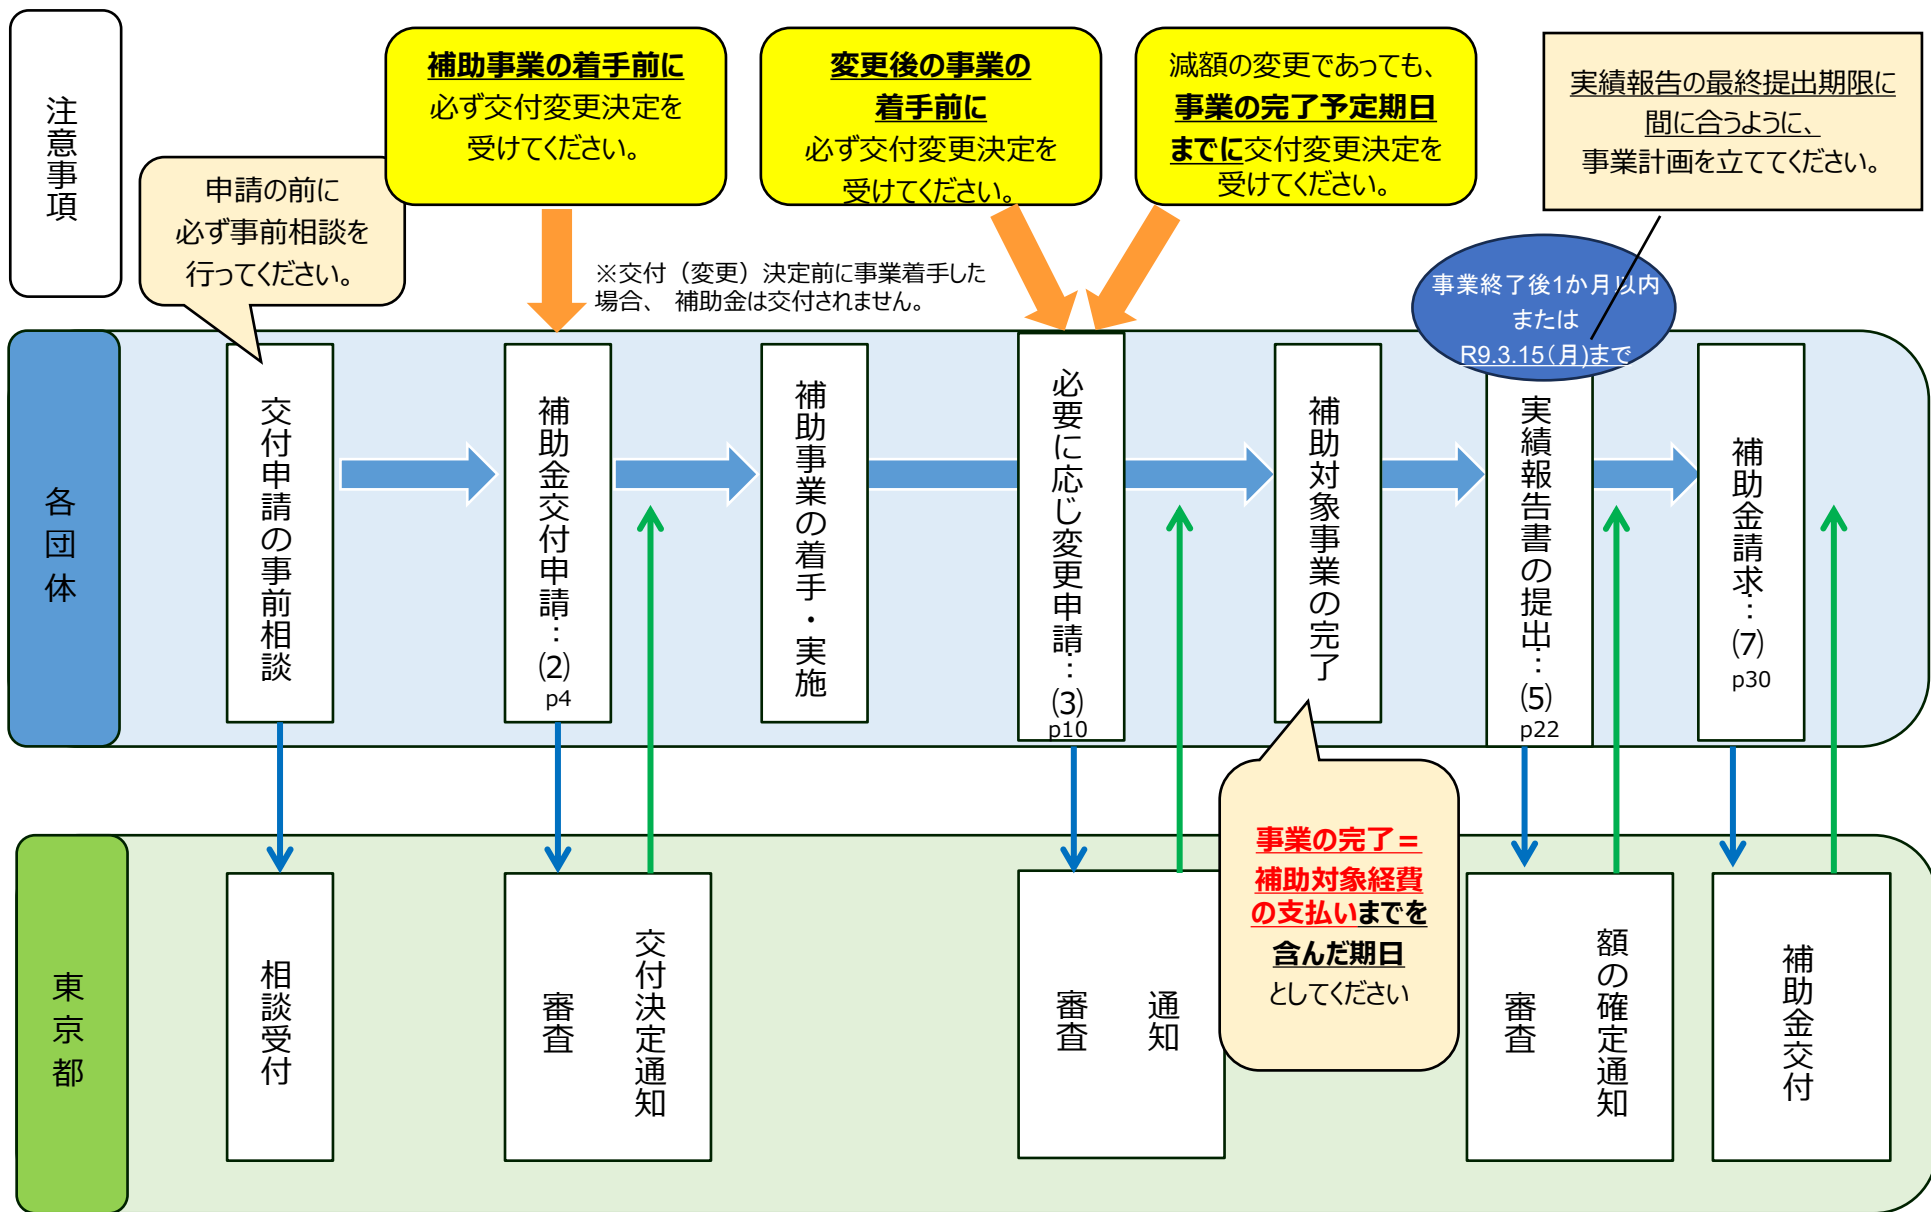 注意事項
申請の前に
必ず事前相談を
行ってください。
補助事業の着手前に
必ず交付変更決定を
受けてください。
変更後の事業の
着手前に
必ず交付変更決定を
受けてください。
減額の変更であっても、
事業の完了予定期日
までに交付変更決定を
受けてください。
実績報告の最終提出期限に
間に合うように、
事業計画を立ててください。
※交付（変更）決定前に事業着手した
場合、 補助金は交付されません。
事業終了後1か月以内
または
R9.3.15（月)まで
各団体
交付申請の事前相談
補助金交付申請…(2)
p4
補助事業の着手・実施
必要に応じ変更申請…(3)
p10
補助対象事業の完了
実績報告書の提出…(5)
p22
補助金請求…(7)
p30
事業の完了＝
補助対象経費
の支払いまでを
含んだ期日
としてください
東京都
相談受付
審査
交付決定通知
審査
通知
審査
額の確定通知
補助金交付